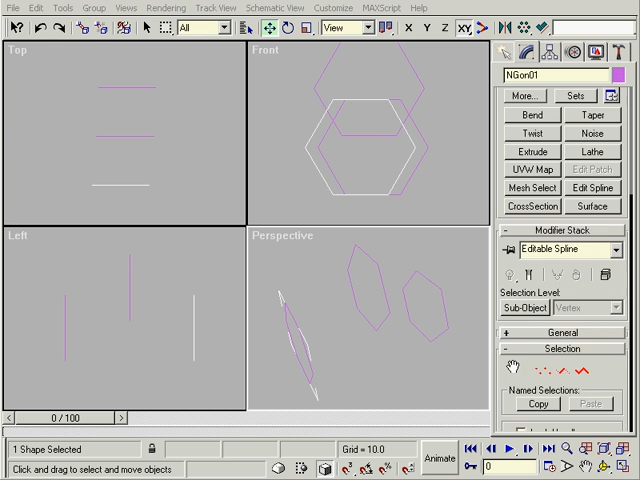 File Edit Tools Group Views Rendering Track View Schematic View Customize MAXScript Help
All View X Y Z XY
Top
Front
Left
Perspective
NGon01
More... Sets
Bend Taper
Twist Noise
Extrude Lathe
UVW Map Edit Patch
Mesh Select Edit Spline
CrossSection Surface
- Modifier Stack
Editable Spline
Selection Level:
Sub-Object Vertex
+ General
- Selection
Named Selections:
Copy Paste
< 0 / 100 >
1 Shape Selected Grid = 10.0
Click and drag to select and move objects
Animate
0